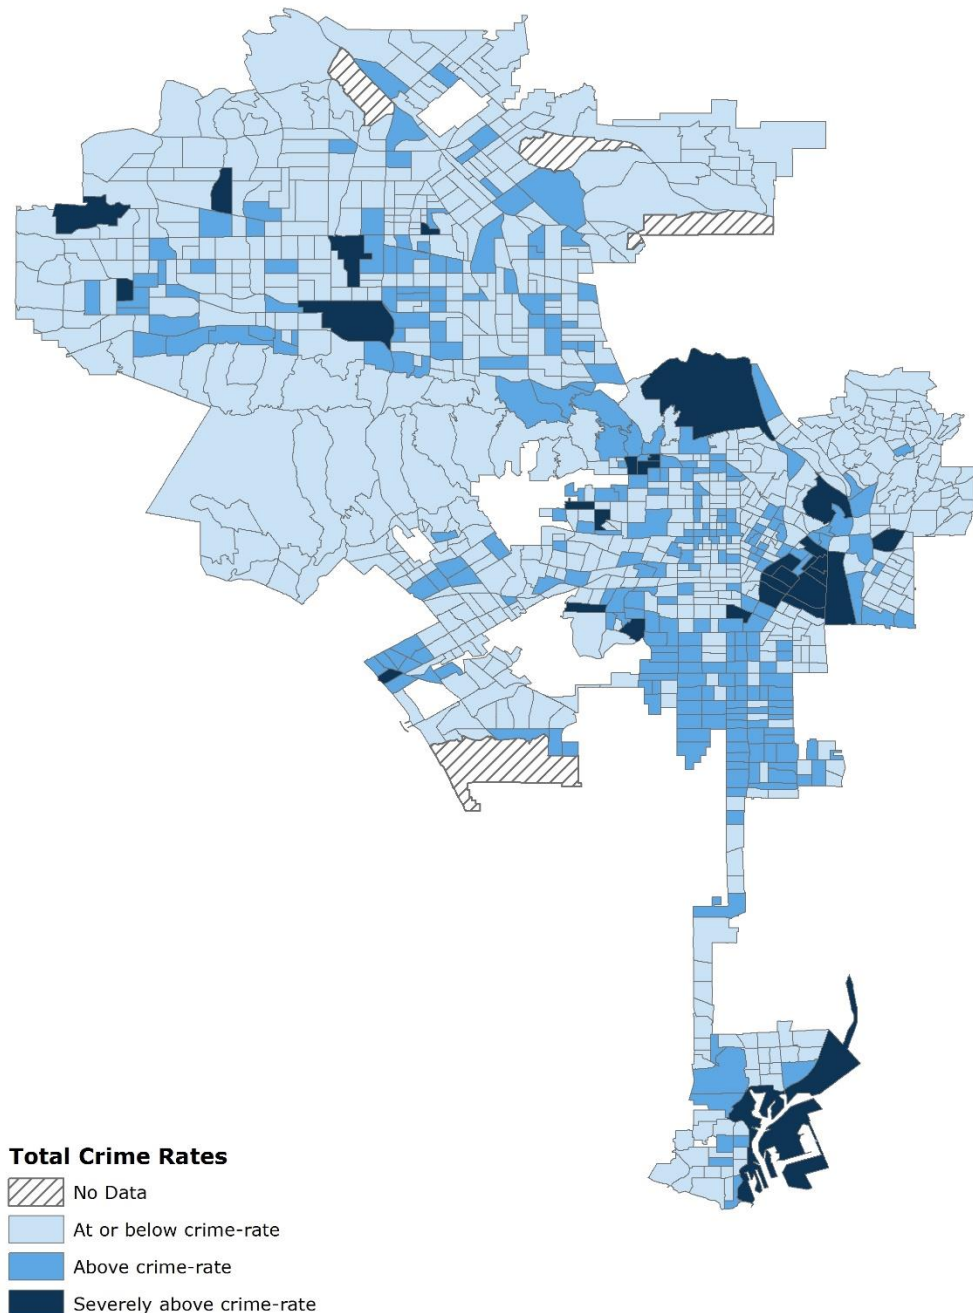 Total Crime Rates
No Data
At or below crime-rate
Above crime-rate
Severely above crime-rate